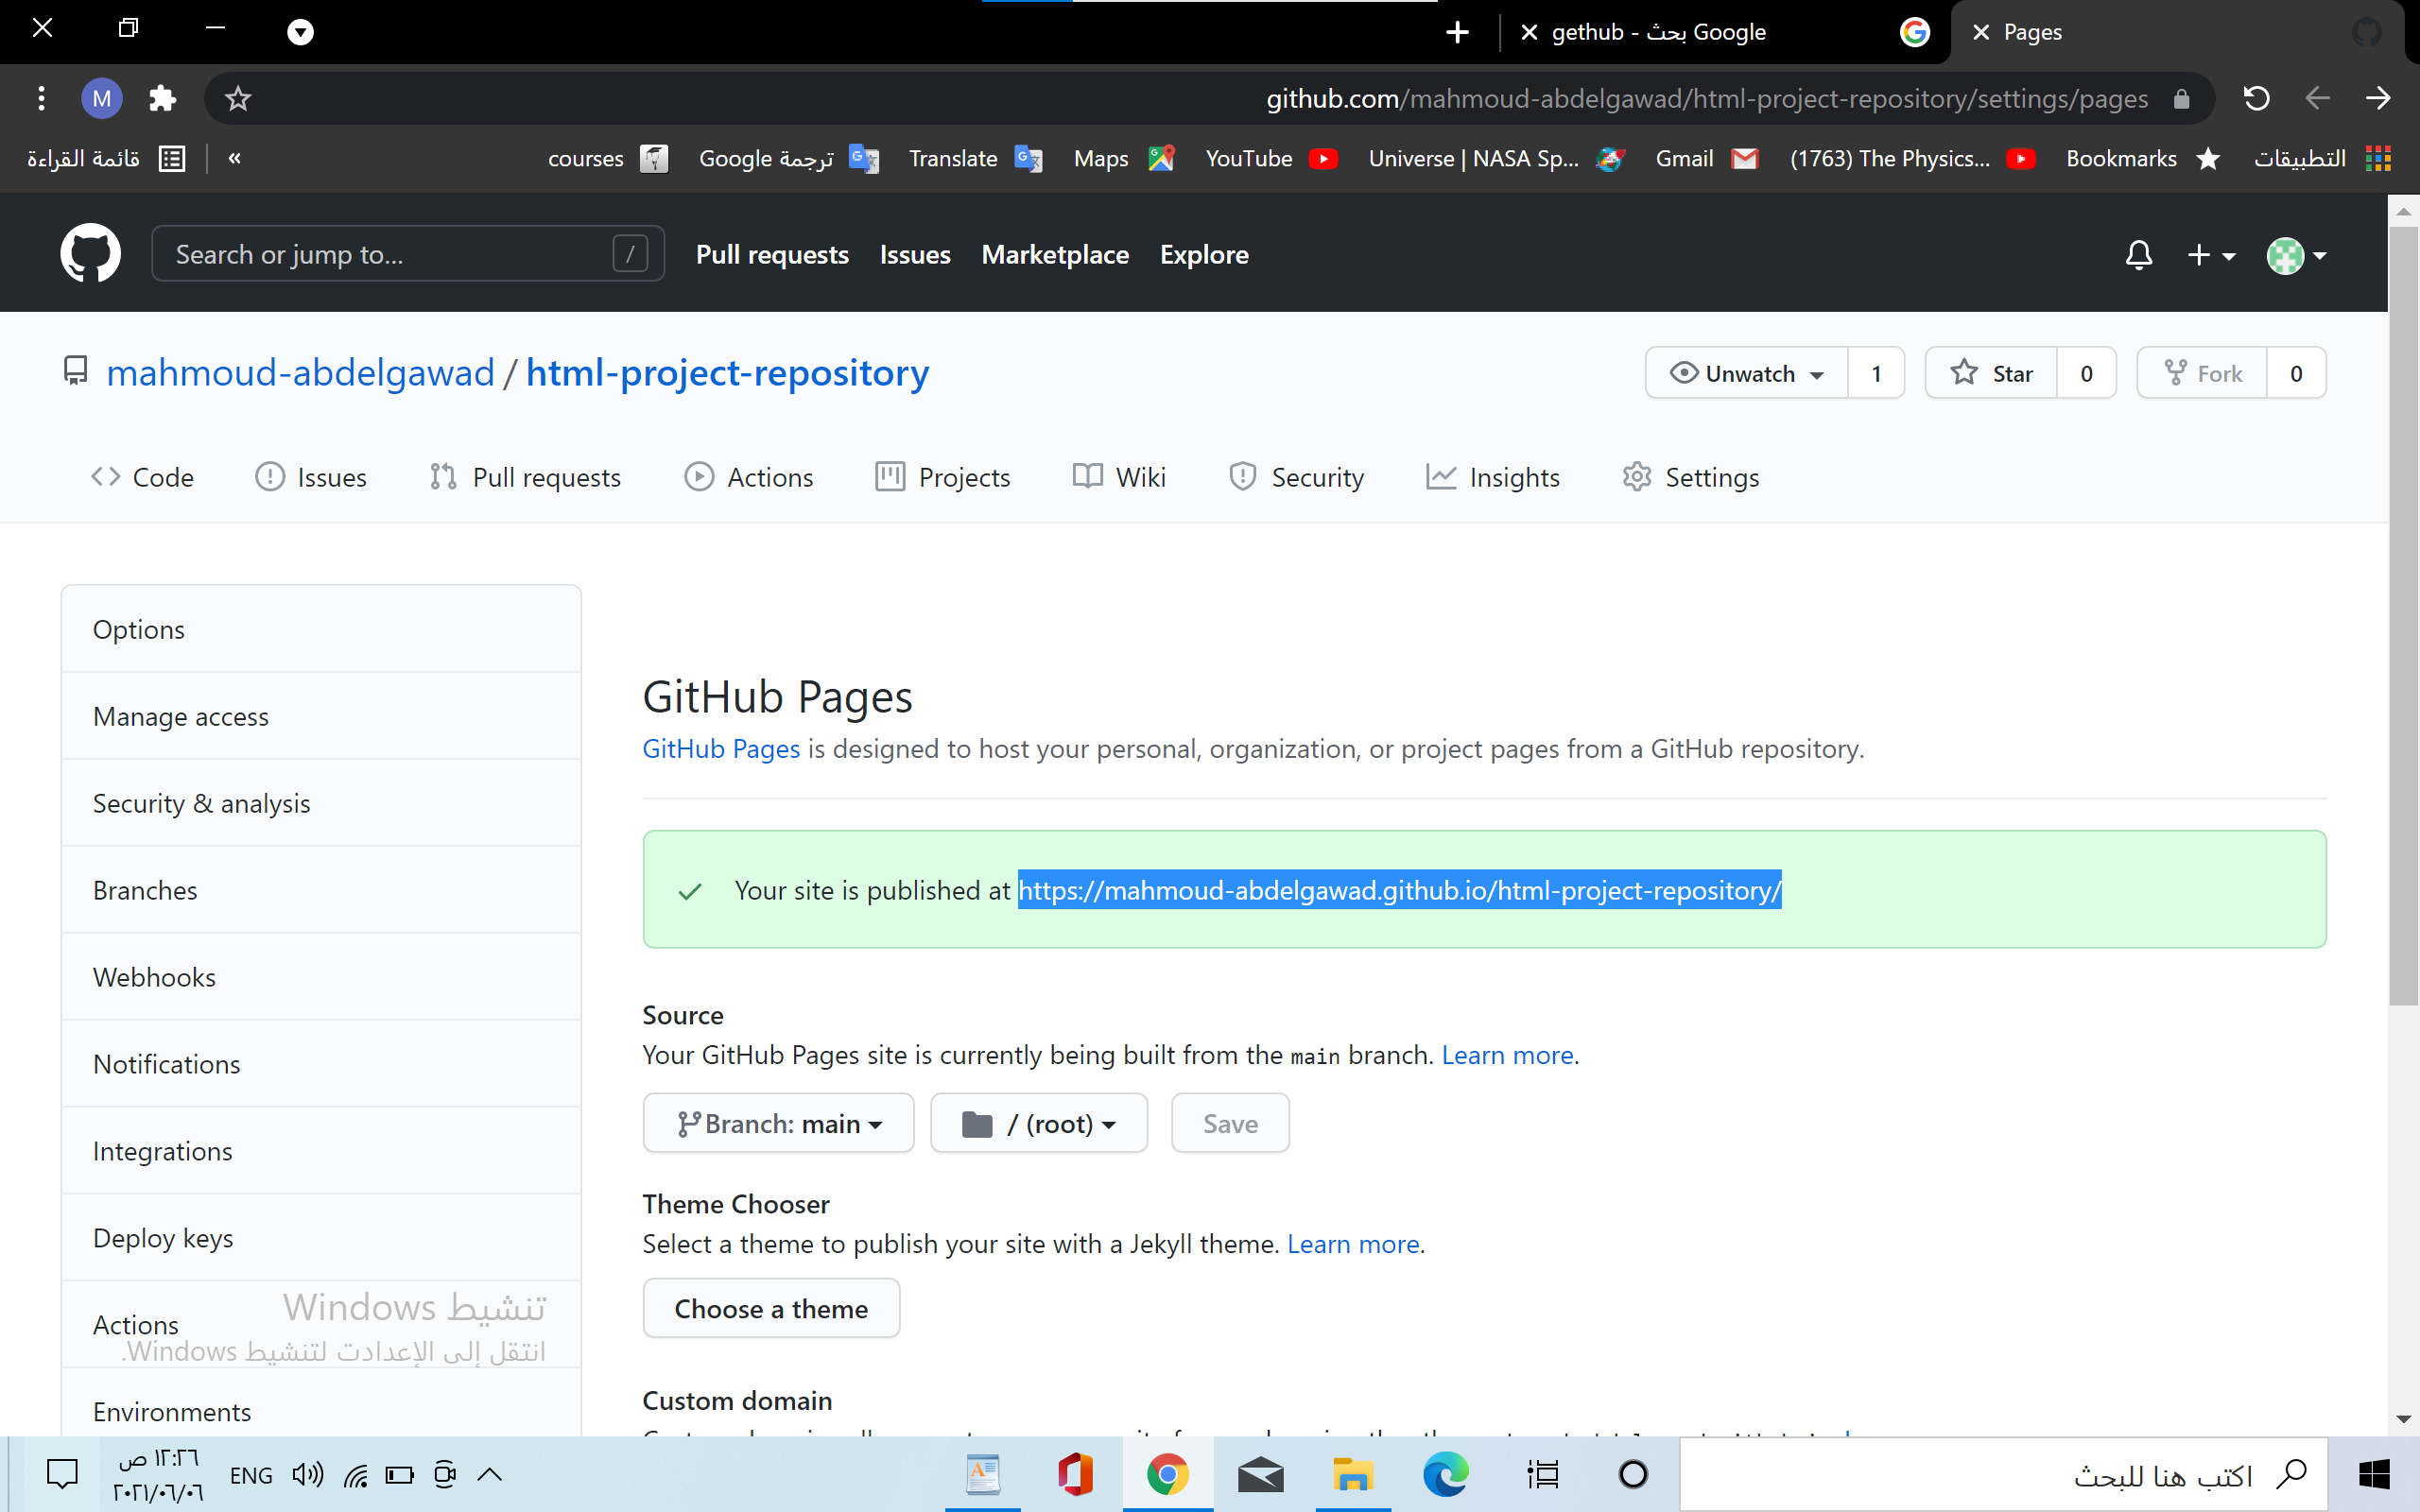 gethub - بحث Google
Pages
M
github.com/mahmoud-abdelgawad/html-project-repository/settings/pages
قائمة القراءة
»
courses
ترجمة Google
Translate
Maps
YouTube
Universe | NASA Sp...
Gmail
(1763) The Physics...
Bookmarks
التطبيقات
Search or jump to... /
Pull requests
Issues
Marketplace
Explore
mahmoud-abdelgawad / html-project-repository
Unwatch 1
Star 0
Fork 0
Code
Issues
Pull requests
Actions
Projects
Wiki
Security
Insights
Settings
Options
Manage access
Security & analysis
Branches
Webhooks
Notifications
Integrations
Deploy keys
Actions
Environments
GitHub Pages
GitHub Pages is designed to host your personal, organization, or project pages from a GitHub repository.
Your site is published at https://mahmoud-abdelgawad.github.io/html-project-repository/
Source
Your GitHub Pages site is currently being built from the main branch. Learn more.
Branch: main
/ (root)
Save
Theme Chooser
Select a theme to publish your site with a Jekyll theme. Learn more.
Choose a theme
Custom domain
تنشيط Windows
انتقل إلى الإعدادت لتنشيط Windows.
١٢:٢٦ ص
٢٠٢١/٠٦/٠٦
ENG
اكتب هنا للبحث